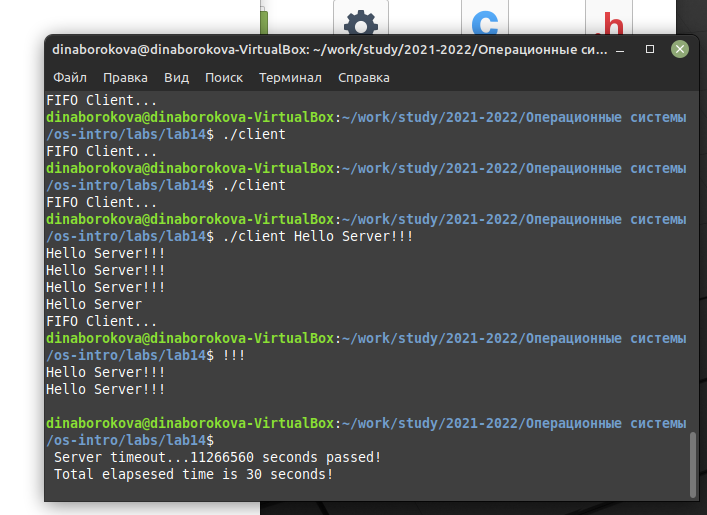 c
.h
dinaborokova@dinaborokova-VirtualBox: ~/work/study/2021-2022/Операционные си...
Файл Правка Вид Поиск Терминал Справка
FIFO Client...
dinaborokova@dinaborokova-VirtualBox:~/work/study/2021-2022/Операционные системы
/os-intro/labs/lab14$ ./client
FIFO Client...
dinaborokova@dinaborokova-VirtualBox:~/work/study/2021-2022/Операционные системы
/os-intro/labs/lab14$ ./client
FIFO Client...
dinaborokova@dinaborokova-VirtualBox:~/work/study/2021-2022/Операционные системы
/os-intro/labs/lab14$ ./client Hello Server!!!
Hello Server!!!
Hello Server!!!
Hello Server!!!
Hello Server
FIFO Client...
dinaborokova@dinaborokova-VirtualBox:~/work/study/2021-2022/Операционные системы
/os-intro/labs/lab14$ !!!
Hello Server!!!
Hello Server!!!
dinaborokova@dinaborokova-VirtualBox:~/work/study/2021-2022/Операционные системы
/os-intro/labs/lab14$
Server timeout...11266560 seconds passed!
Total elapsesed time is 30 seconds!